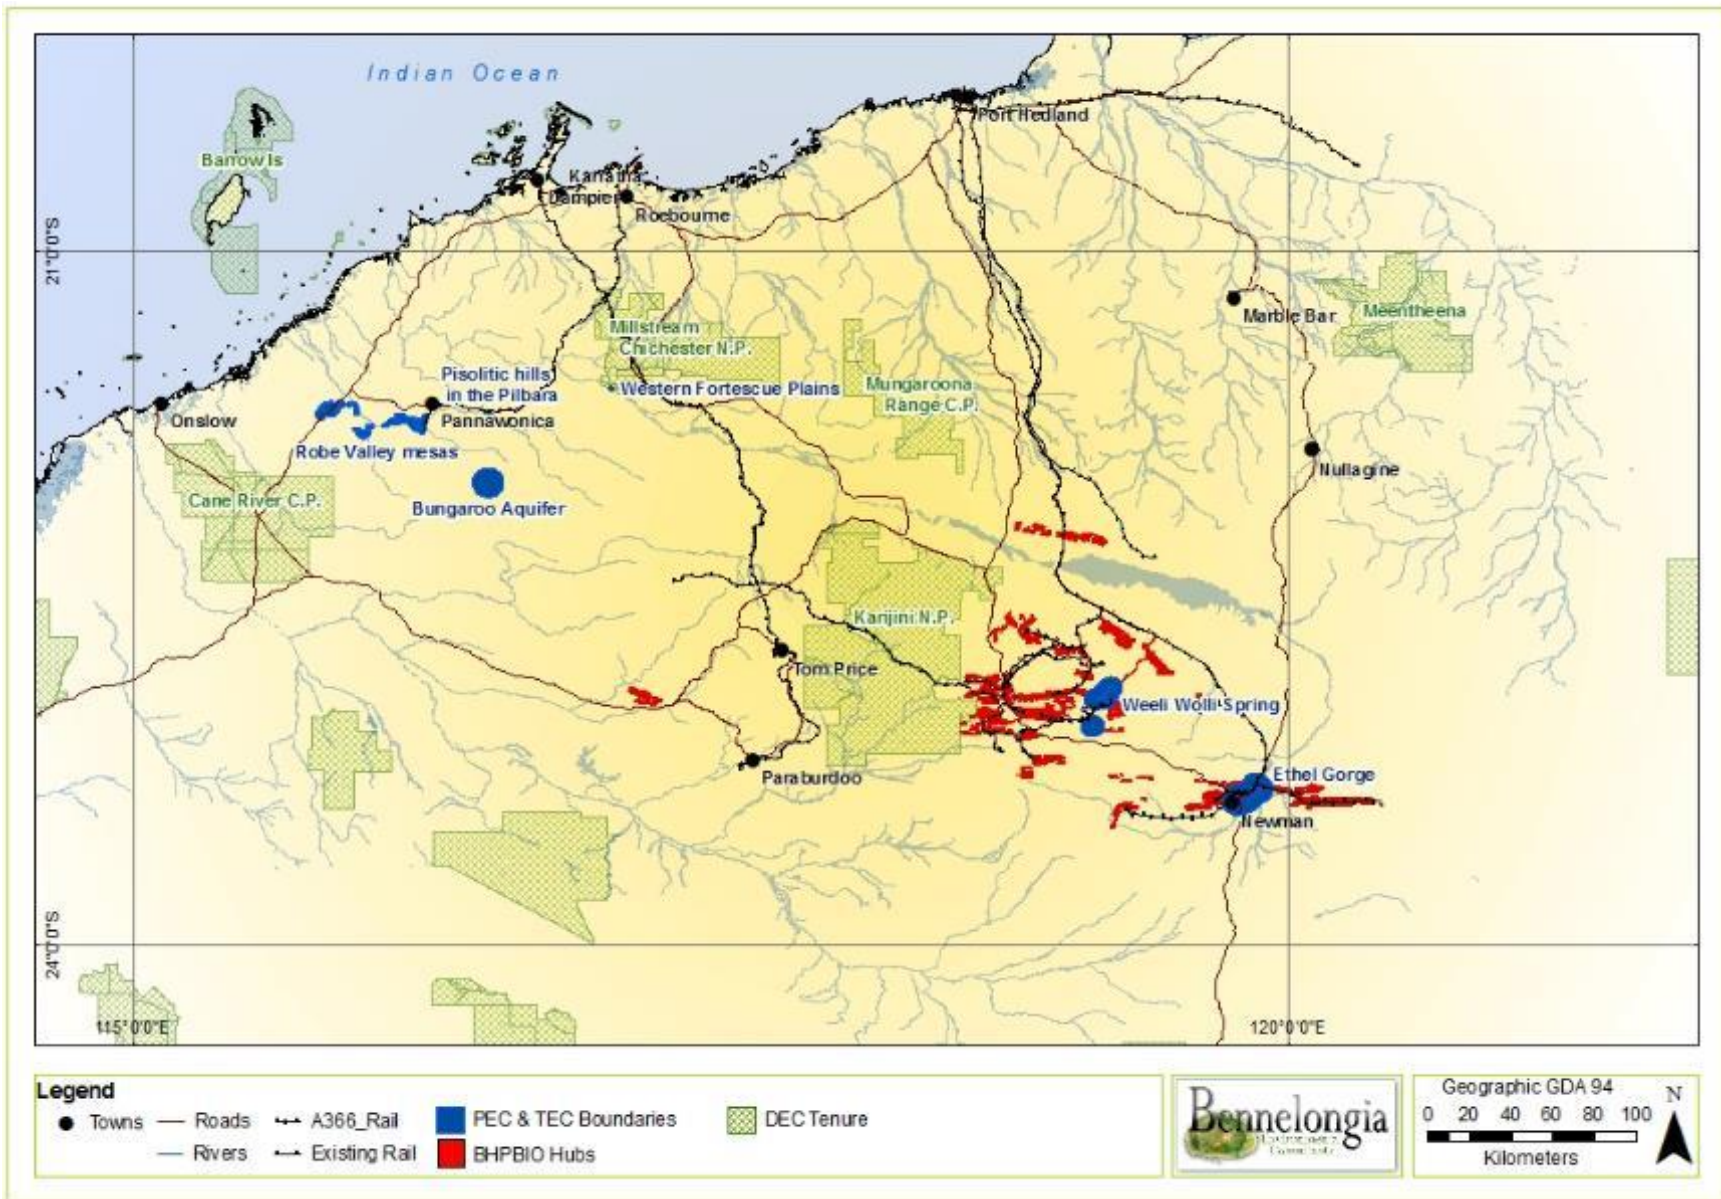 Indian Ocean
Port Hedland
Barrow Is
Karratha
Dampier
Roebourne
21°0'0"S
Marble Bar
Meentheena
Millstream
Chichester N.P.
Pisolitic hills
in the Pilbara
Western Fortescue Plains
Mungaroona
Range C.P.
Onslow
Pannawonica
Robe Valley mesas
Nullagine
Cane River C.P.
Bungaroo Aquifer
Karijini N.P.
Tom Price
Weeli Wolli Spring
Paraburdoo
Ethel Gorge
Newman
24°0'0"S
115°0'0"E
120°0'0"E
Legend
Towns
Roads
A366_Rail
PEC & TEC Boundaries
DEC Tenure
Rivers
Existing Rail
BHPBIO Hubs
Bennelongia
Geographic GDA 94
N
0 20 40 60 80 100
Kilometers